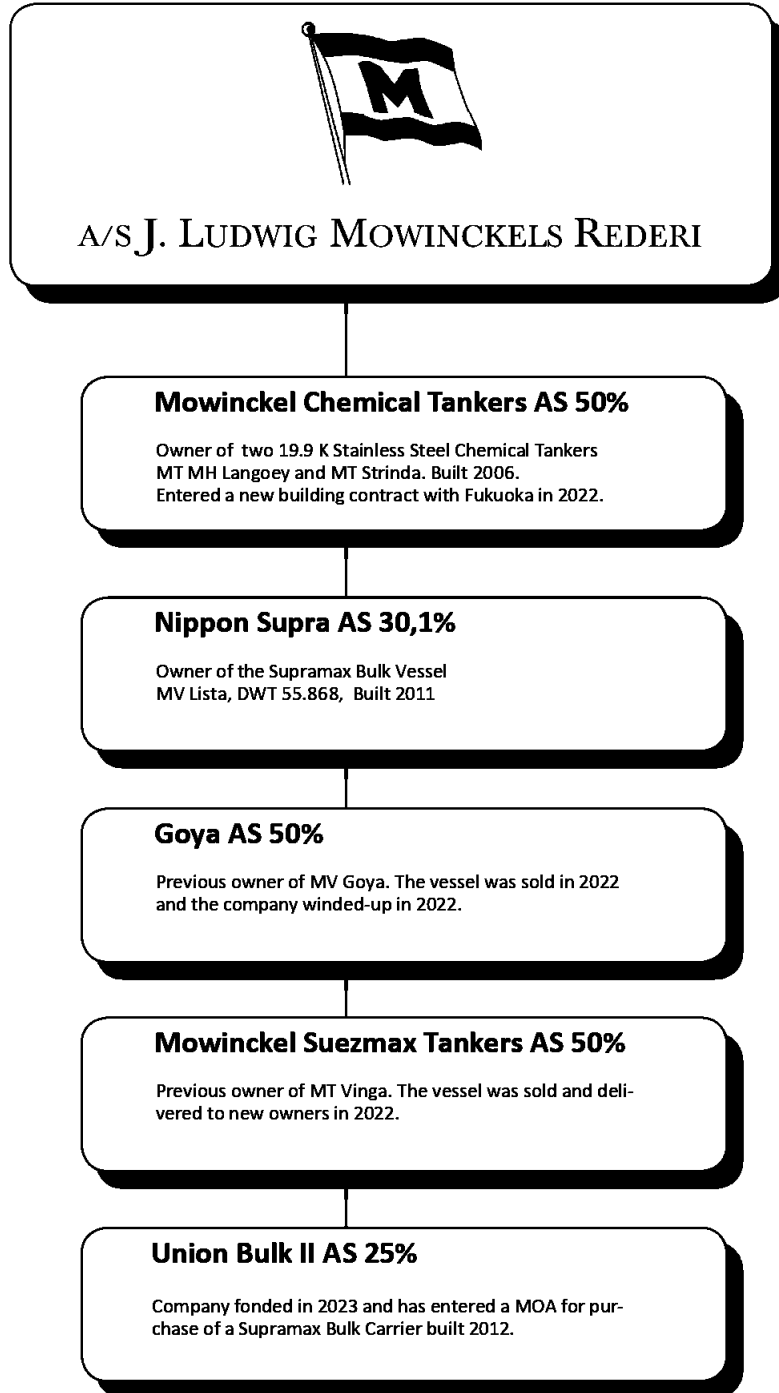 M
A/S J. LUDWIG MOWINCKELS REDERI
Mowinckel Chemical Tankers AS 50%
Owner of two 19.9 K Stainless Steel Chemical Tankers
MT MH Langoey and MT Strinda. Built 2006.
Entered a new building contract with Fukuoka in 2022.
Nippon Supra AS 30,1%
Owner of the Supramax Bulk Vessel
MV Lista, DWT 55.868, Built 2011
Goya AS 50%
Previous owner of MV Goya. The vessel was sold in 2022
and the company winded-up in 2022.
Mowinckel Suezmax Tankers AS 50%
Previous owner of MT Vinga. The vessel was sold and deli-
vered to new owners in 2022.
Union Bulk II AS 25%
Company fonded in 2023 and has entered a MOA for pur-
chase of a Supramax Bulk Carrier built 2012.